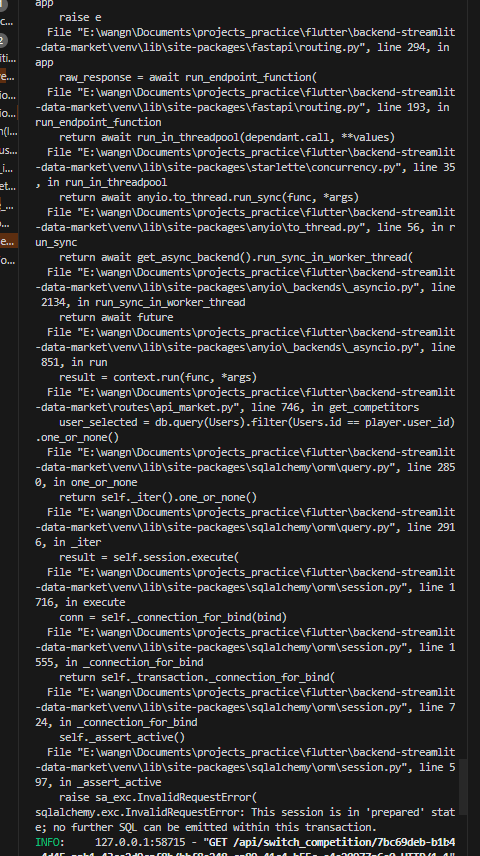 app
raise e
File "E:\wangn\Documents\projects_practice\flutter\backend-streamlit
-data-market\venv\lib\site-packages\fastapi\routing.py", line 294, in
app
raw_response = await run_endpoint_function(
File "E:\wangn\Documents\projects_practice\flutter\backend-streamlit
-data-market\venv\lib\site-packages\fastapi\routing.py", line 193, in
run_endpoint_function
return await run_in_threadpool(dependant.call, **values)
File "E:\wangn\Documents\projects_practice\flutter\backend-streamlit
-data-market\venv\lib\site-packages\starlette\concurrency.py", line 35
, in run_in_threadpool
return await anyio.to_thread.run_sync(func, *args)
File "E:\wangn\Documents\projects_practice\flutter\backend-streamlit
-data-market\venv\lib\site-packages\anyio\to_thread.py", line 56, in r
un_sync
return await get_async_backend().run_sync_in_worker_thread(
File "E:\wangn\Documents\projects_practice\flutter\backend-streamlit
-data-market\venv\lib\site-packages\anyio\_backends\_asyncio.py", line
2134, in run_sync_in_worker_thread
return await future
File "E:\wangn\Documents\projects_practice\flutter\backend-streamlit
-data-market\venv\lib\site-packages\anyio\_backends\_asyncio.py", line
851, in run
result = context.run(func, *args)
File "E:\wangn\Documents\projects_practice\flutter\backend-streamlit
-data-market\routes\api_market.py", line 746, in get_competitors
user_selected = db.query(Users).filter(Users.id == player.user_id)
.one_or_none()
File "E:\wangn\Documents\projects_practice\flutter\backend-streamlit
-data-market\venv\lib\site-packages\sqlalchemy\orm\query.py", line 285
0, in one_or_none
return self._iter().one_or_none()
File "E:\wangn\Documents\projects_practice\flutter\backend-streamlit
-data-market\venv\lib\site-packages\sqlalchemy\orm\query.py", line 291
6, in _iter
result = self.session.execute(
File "E:\wangn\Documents\projects_practice\flutter\backend-streamlit
-data-market\venv\lib\site-packages\sqlalchemy\orm\session.py", line 1
716, in execute
conn = self._connection_for_bind(bind)
File "E:\wangn\Documents\projects_practice\flutter\backend-streamlit
-data-market\venv\lib\site-packages\sqlalchemy\orm\session.py", line 1
555, in _connection_for_bind
return self._transaction._connection_for_bind(
File "E:\wangn\Documents\projects_practice\flutter\backend-streamlit
-data-market\venv\lib\site-packages\sqlalchemy\orm\session.py", line 7
24, in _connection_for_bind
self._assert_active()
File "E:\wangn\Documents\projects_practice\flutter\backend-streamlit
-data-market\venv\lib\site-packages\sqlalchemy\orm\session.py", line 5
97, in _assert_active
raise sa_exc.InvalidRequestError(
sqlalchemy.exc.InvalidRequestError: This session is in 'prepared' stat
e; no further SQL can be emitted within this transaction.
INFO: 127.0.0.1:58715 - "GET /api/switch_competition/7bc69deb-b1b4